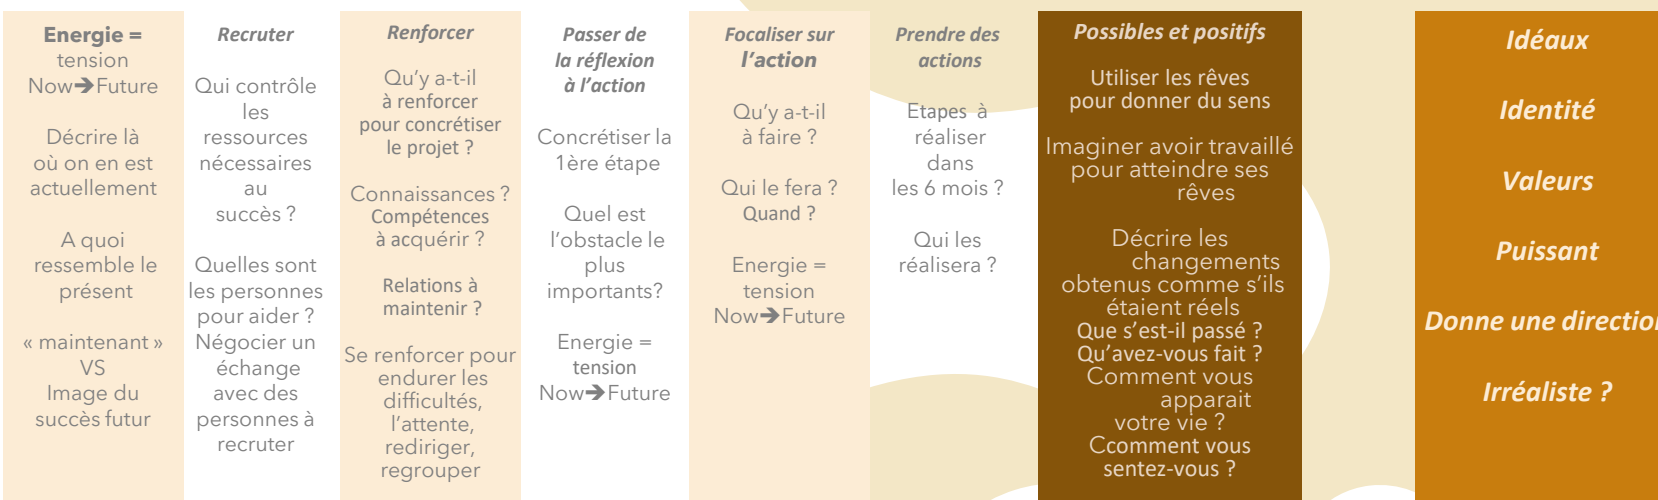 Energie =
tension
Now➔Future
Décrire là
où on en est
actuellement
A quoi
ressemble le
présent
« maintenant »
VS
Image du
succès futur
Recruter
Qui contrôle
les
ressources
nécessaires
au
succès ?
Quelles sont
les personnes
pour aider ?
Négocier un
échange
avec des
personnes à
recruter
Renforcer
Qu’y a-t-il
à renforcer
pour concrétiser
le projet ?
Connaissances ?
Compétences
à acquérir ?
Relations à
maintenir ?
Se renforcer pour
endurer les
difficultés,
l’attente,
rediriger,
regrouper
Passer de
la réflexion
à l’action
Concrétiser la
1ère étape
Quel est
l’obstacle le
plus
importants?
Energie =
tension
Now➔Future
Focaliser sur
l’action
Qu’y a-t-il
à faire ?
Qui le fera ?
Quand ?
Energie =
tension
Now➔Future
Prendre des
actions
Etapes à
réaliser
dans
les 6 mois ?
Qui les
réalisera ?
Possibles et positifs
Utiliser les rêves
pour donner du sens
Imaginer avoir travaillé
pour atteindre ses
rêves
Décrire les
changements
obtenus comme s’ils
étaient réels
Que s’est-il passé ?
Qu’avez-vous fait ?
Comment vous
apparait
votre vie ?
Ccomment vous
sentez-vous ?
Idéaux
Identité
Valeurs
Puissant
Donne une direction
Irréaliste ?